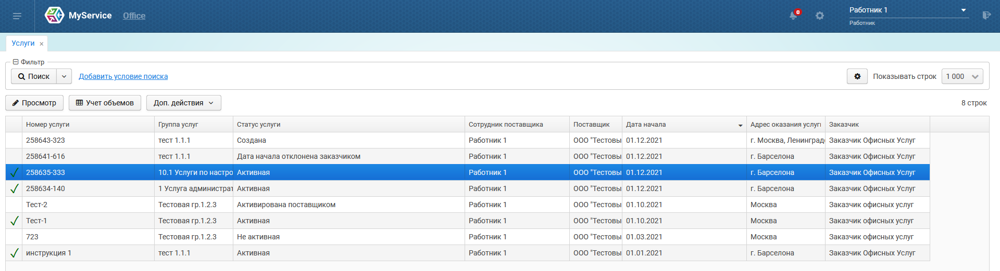 MyService Office 0 Работник 1
Работник
Услуги ×
Фильтр
Поиск Добавить условие поиска Показывать строк 1 000
Просмотр Учет объемов Доп. действия 8 строк
Номер услуги Группа услуг Статус услуги Сотрудник поставщика Поставщик Дата начала Адрес оказания услуги Заказчик
258643-323 тест 1.1.1 Создана Работник 1 ООО "Тестовы 01.12.2021 г. Москва, Ленинград Заказчик Офисных Услуг
258641-616 тест 1.1.1 Дата начала отклонена заказчиком Работник 1 ООО "Тестовы 01.12.2021 г. Барселона Заказчик Офисных Услуг
258635-333 10.1 Услуги по настро Активная Работник 1 ООО "Тестовы 01.12.2021 г. Барселона Заказчик Офисных Услуг
258634-140 1 Услуга администрат Активная Работник 1 ООО "Тестовы 01.12.2021 г. Барселона Заказчик Офисных Услуг
Тест-2 Тестовая гр.1.2.3 Активирована поставщиком Работник 1 ООО "Тестовы 01.10.2021 Москва Заказчик офисных услуг
Тест-1 Тестовая гр.1.2.3 Активная Работник 1 ООО "Тестовы 01.10.2021 Москва Заказчик офисных услуг
723 Тестовая гр.1.2.3 Не активная Работник 1 ООО "Тестовы 01.03.2021 Москва Заказчик офисных услуг
инструкция 1 тест 1.1.1 Активная Работник 1 ООО "Тестовы 01.01.2021 г. Барселона Заказчик Офисных Услуг